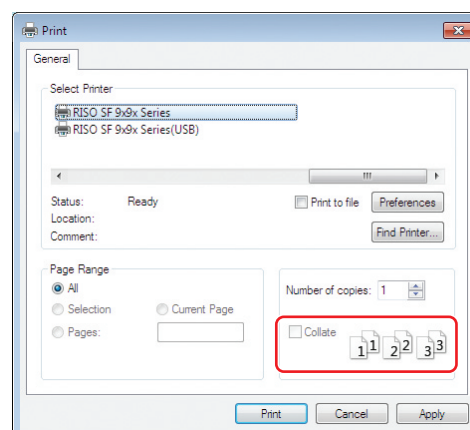 Print
General
Select Printer
RISO SF 9x9x Series
RISO SF 9x9x Series(USB)
Status: Ready
Print to file Preferences
Location:
Comment:
Find Printer...
Page Range
All
Selection Current Page
Pages:
Number of copies: 1
Collate
1 1 2 2 3 3
Print Cancel Apply